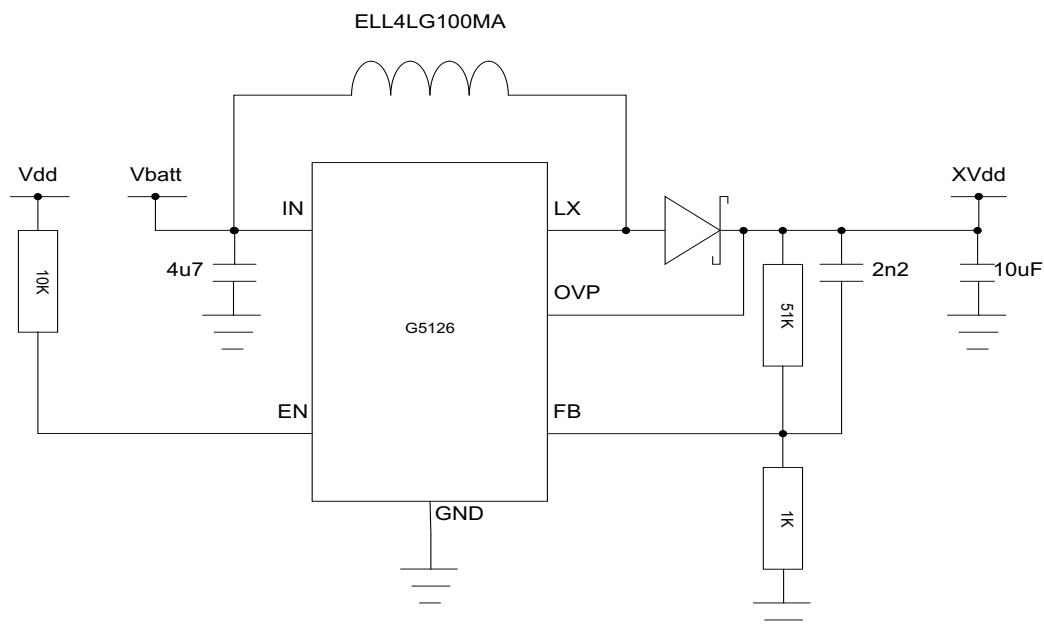 ELL4LG100MA
Vdd
Vbatt
XVdd
IN
LX
10K
4u7
2n2
10uF
OVP
51K
G5126
EN
FB
GND
1K